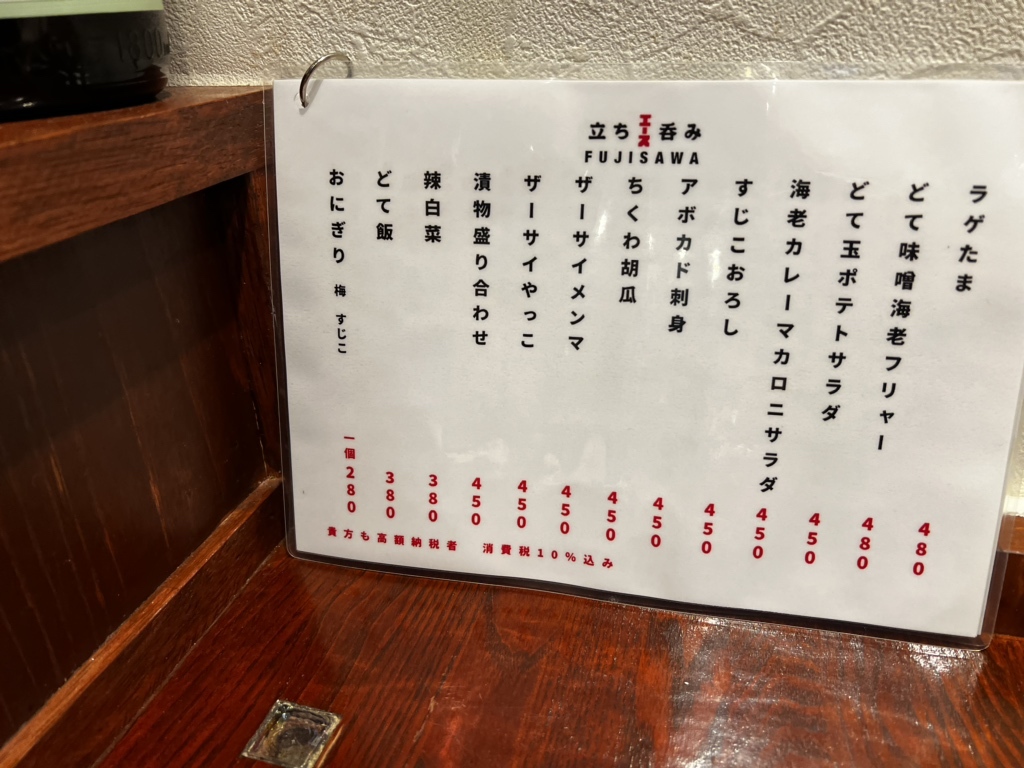 立ちエース呑み
FUJISAWA
ラゲたま 480
どて味噌海老フリャー 480
どて玉ポテトサラダ 450
海老カレーマカロニサラダ 450
すじこおろし 450
アボカド刺身 450
ちくわ胡瓜 450
ザーサイメンマ 450
ザーサイやっこ 450
漬物盛り合わせ 450
辣白菜 380
どて飯 380
おにぎり 梅 すじこ 一個280
貴方も高額納税者 消費税10%込み